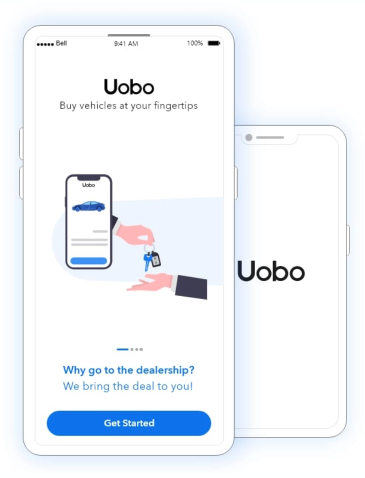 Bell
9:41 AM
100%
Uobo
Buy vehicles at your fingertips
Uobo
Uobo
Why go to the dealership?
We bring the deal to you!
Get Started